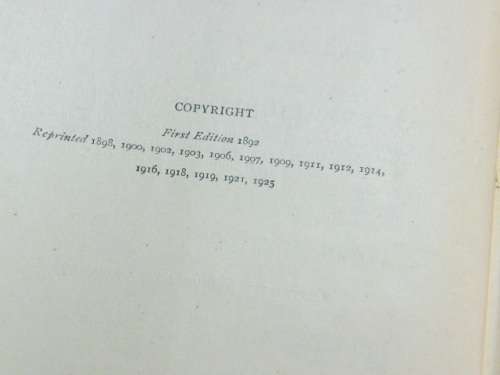 COPYRIGHT
First Edition 1892
Reprinted 1898, 1900, 1902, 1903, 1906, 1907, 1909, 1911, 1912, 1914,
1916, 1918, 1919, 1921, 1925